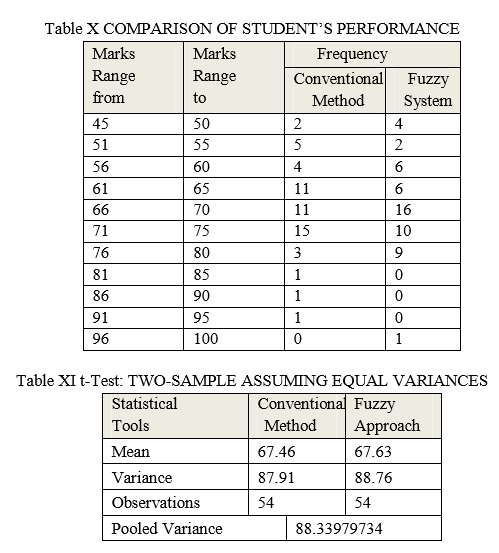 Table X COMPARISON OF STUDENT'S PERFORMANCE
Marks Range from Marks Range to Frequency
Conventional Method Fuzzy System
45 50 2 4
51 55 5 2
56 60 4 6
61 65 11 6
66 70 11 16
71 75 15 10
76 80 3 9
81 85 1 0
86 90 1 0
91 95 1 0
96 100 0 1
Table XI t-Test: TWO-SAMPLE ASSUMING EQUAL VARIANCES
Statistical Tools Conventional Method Fuzzy Approach
Mean 67.46 67.63
Variance 87.91 88.76
Observations 54 54
Pooled Variance 88.33979734